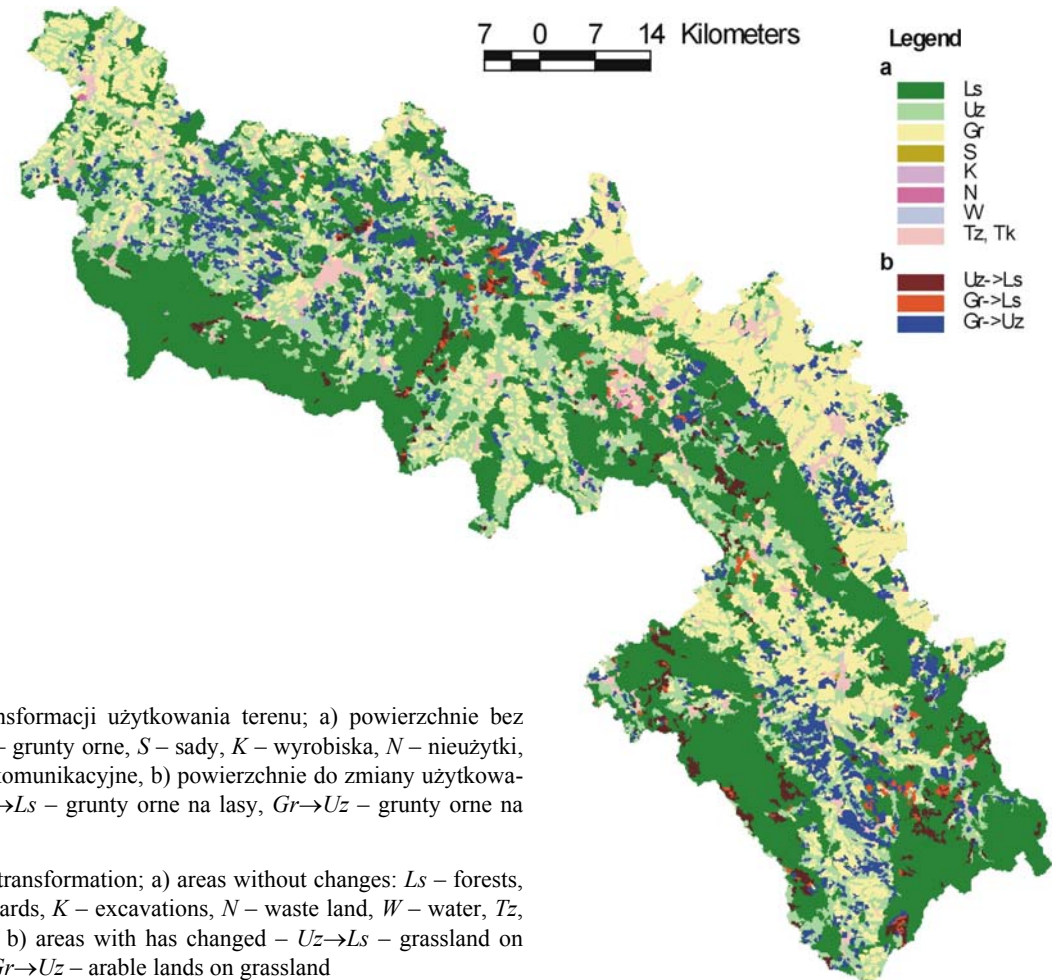 7 0 7 14 Kilometers
Legend
a
Ls
Uz
Gr
S
K
N
W
Tz, Tk
b
Uz->Ls
Gr->Ls
Gr->Uz
nsformacji użytkowania terenu; a) powierzchnie bez
– grunty orne, S – sady, K – wyrobiska, N – nieużytki,
komunikacyjne, b) powierzchnie do zmiany użytkowa-
→Ls – grunty orne na lasy, Gr→Uz – grunty orne na
transformation; a) areas without changes: Ls – forests,
ards, K – excavations, N – waste land, W – water, Tz,
b) areas with has changed – Uz→Ls – grassland on
Gr→Uz – arable lands on grassland